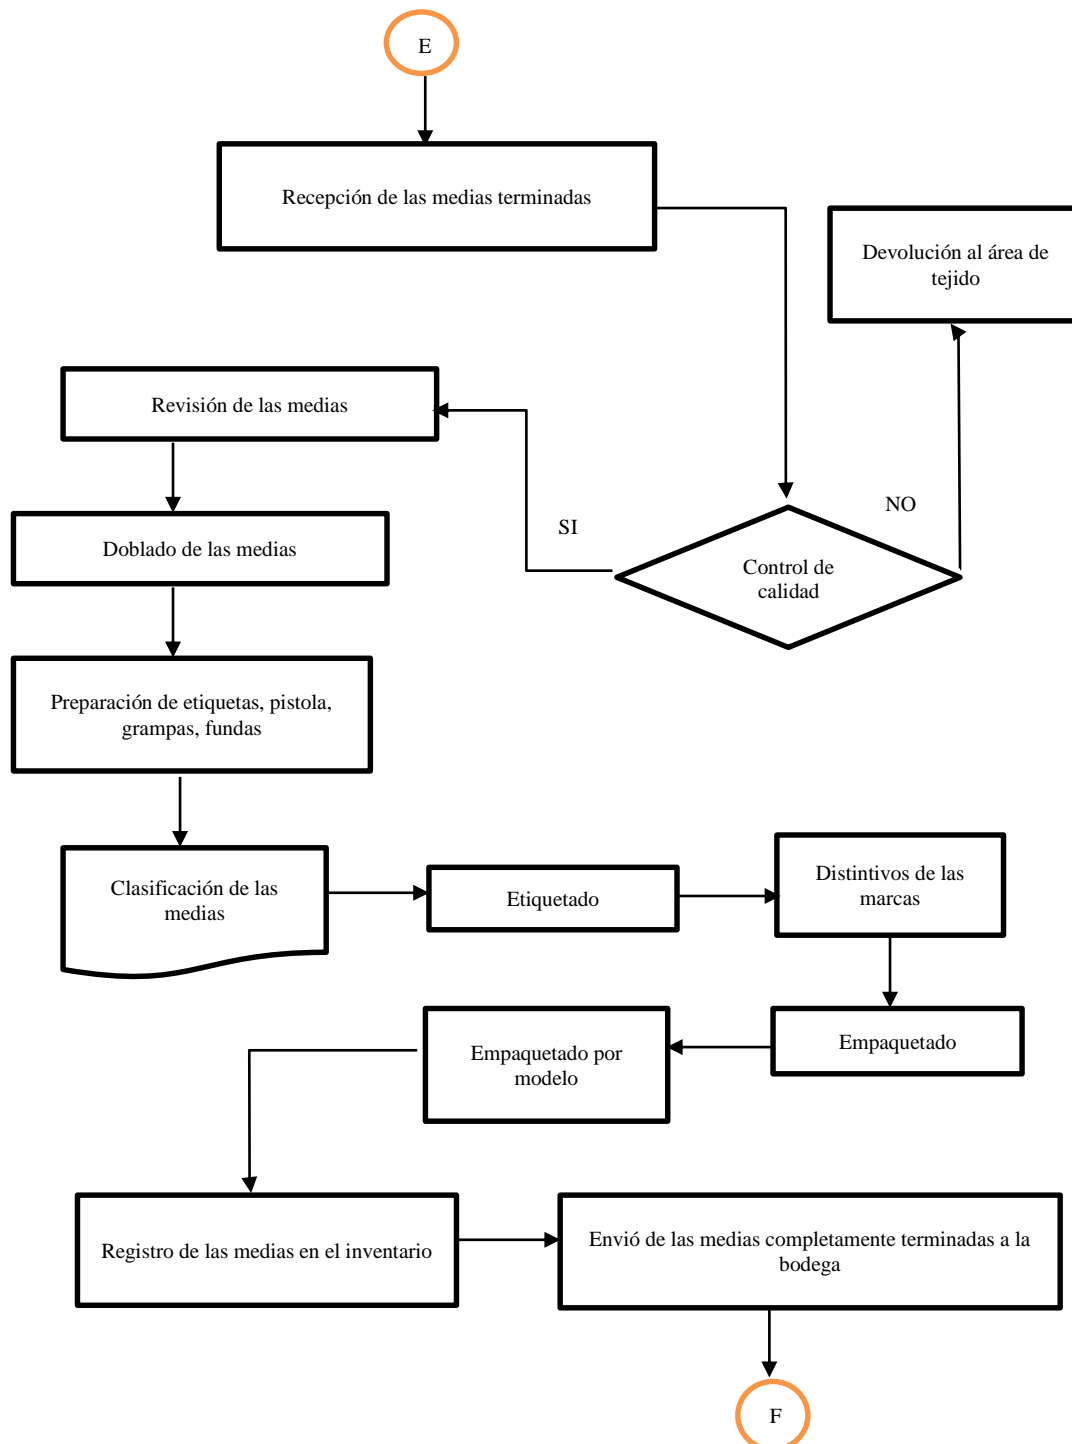 E
Recepción de las medias terminadas
Devolución al área de
tejido
Revisión de las medias
NO
SI
Control de
calidad
Doblado de las medias
Preparación de etiquetas, pistola,
grampas, fundas
Clasificación de las
medias
Etiquetado
Distintivos de las
marcas
Empaquetado
Empaquetado por
modelo
Registro de las medias en el inventario
Envió de las medias completamente terminadas a la
bodega
F